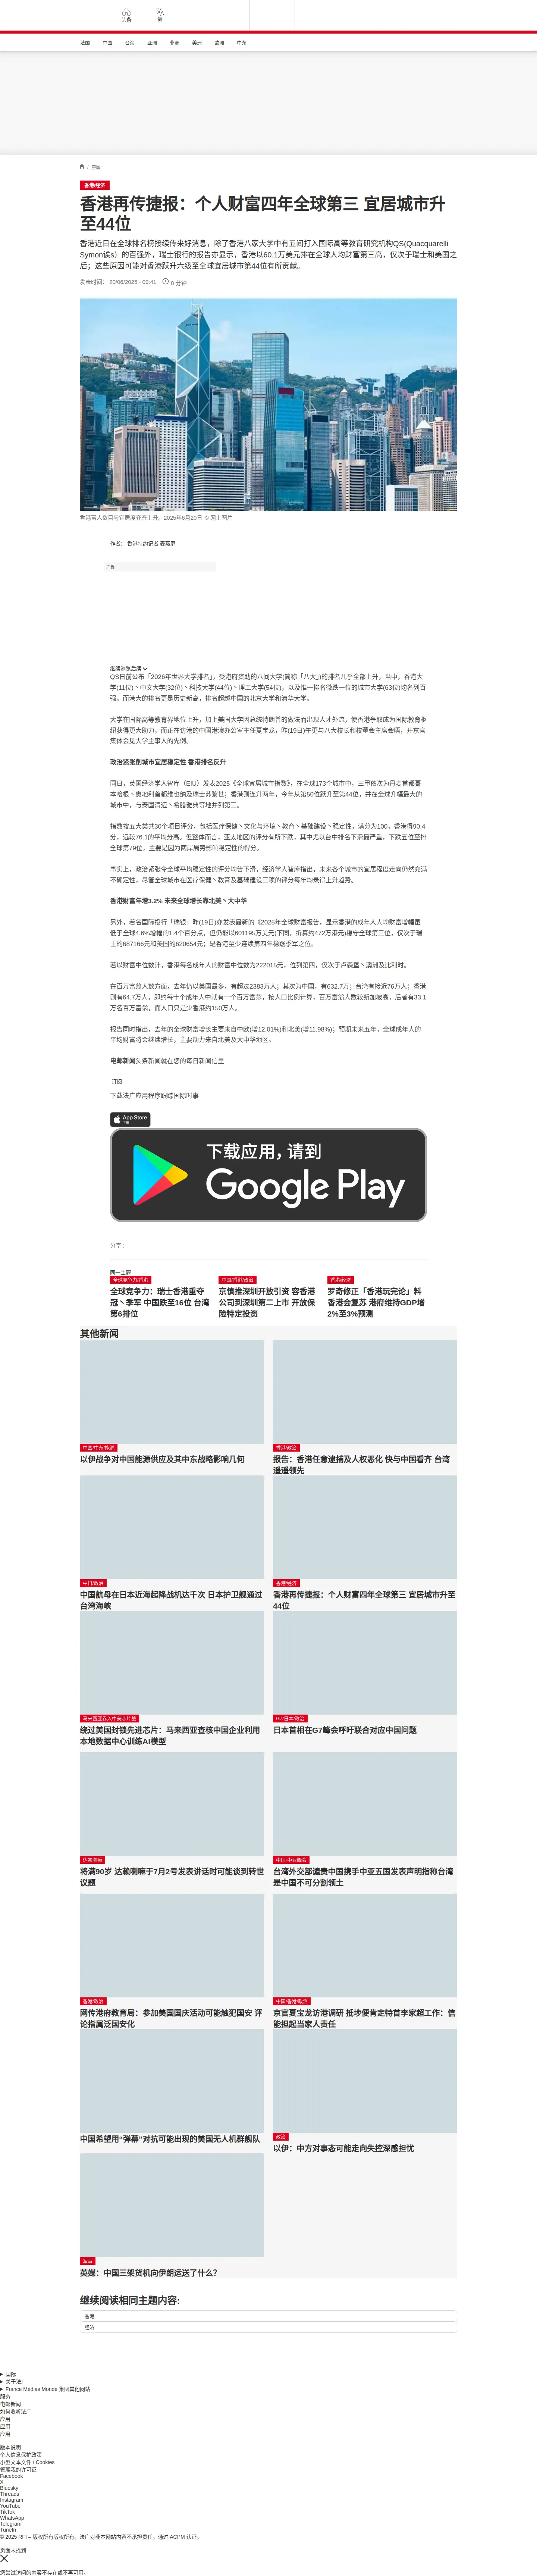 头条
繁
法国
中国
台海
亚洲
非洲
美洲
欧洲
中东
/ 中国
香港/经济
香港再传捷报：个人财富四年全球第三 宜居城市升
至44位
香港近日在全球排名榜接续传来好消息，除了香港八家大学中有五间打入国际高等教育研究机构QS(Quacquarelli
Symon读s）的百强外，瑞士银行的报告亦显示，香港以60.1万美元排在全球人均财富第三高，仅次于瑞士和美国之
后；这些原因可能对香港跃升六级至全球宜居城市第44位有所贡献。
发表时间： 20/06/2025 - 09:41
8 分钟
香港富人数目与宜居度齐齐上升。2025年6月20日 © 网上图片
作者： 香港特约记者 麦燕庭
广告
继续浏览后续
QS日前公布「2026年世界大学排名」，受港府资助的八间大学(简称「八大」)的排名几乎全部上升。当中，香港大
学(11位)丶中文大学(32位)丶科技大学(44位)丶理工大学(54位)，以及惟一排名微跌一位的城市大学(63位)均名列百
强。而港大的排名更是历史新高，排名超越中国的北京大学和清华大学。
大学在国际高等教育界地位上升，加上美国大学因总统特朗普的做法而出现人才外流，使香港争取成为国际教育枢
纽获得更大助力，而正在访港的中国港澳办公室主任夏宝龙，昨(19日)午更与八大校长和校董会主席会晤，开京官
集体会见大学主事人的先例。
政治紧张削城市宜居稳定性 香港排名反升
同日，英国经济学人智库（EIU）发表2025《全球宜居城市指数》，在全球173个城市中，三甲依次为丹麦首都哥
本哈根丶奥地利首都维也纳及瑞士苏黎世；香港则连升两年，今年从第50位跃升至第44位，并在全球升幅最大的
城市中，与泰国清迈丶希腊雅典等地并列第三。
指数按五大类共30个项目评分，包括医疗保健丶文化与环境丶教育丶基础建设丶稳定性，满分为100。香港得90.4
分，远较76.1的平均分高。但整体而言，亚太地区的评分有所下跌，其中尤以台中排名下滑最严重，下跌五位至排
全球第79位，主要是因为两岸局势影响稳定性的得分。
事实上，政治紧张令全球平均稳定性的评分均告下滑，经济学人智库指出，未来各个城市的宜居程度走向仍然充满
不确定性，尽管全球城市在医疗保健丶教育及基础建设三项的评分每年均录得上升趋势。
香港财富年增3.2% 未来全球增长靠北美丶大中华
另外，着名国际投行「瑞银」昨(19日)亦发表最新的《2025年全球财富报告，显示香港的成年人人均财富增幅虽
低于全球4.6%增幅的1.4个百分点，但仍能以601195万美元(下同，折算约472万港元)稳守全球第三位，仅次于瑞
士的687166元和美国的620654元；是香港至少连续第四年稳踞季军之位。
若以财富中位数计，香港每名成年人的财富中位数为222015元，位列第四，仅次于卢森堡丶澳洲及比利时。
在百万富翁人数方面，去年仍以美国最多，有超过2383万人；其次为中国，有632.7万；台湾有接近76万人；香港
则有64.7万人，即约每十个成年人中就有一个百万富翁，按人口比例计算，百万富翁人数较新加坡高，后者有33.1
万名百万富翁，而人口只是少香港约150万人。
报告同时指出，去年的全球财富增长主要来自中欧(增12.01%)和北美(增11.98%)；预期未来五年，全球成年人的
平均财富将会继续增长，主要动力来自北美及大中华地区。
电邮新闻头条新闻就在您的每日新闻信里
订阅
下载法广应用程序跟踪国际时事
App Store
下载应用，请到
Google Play
分享 :
同一主题
全球竞争力/香港
全球竞争力：瑞士香港重夺
冠丶季军 中国跌至16位 台湾
第6排位
中国/香港/政治
京慎推深圳开放引资 容香港
公司到深圳第二上市 开放保
险特定投资
香港/经济
罗奇修正「香港玩完论」料
香港会复苏 港府维持GDP增
2%至3%预测
其他新闻
中国/中东/能源
以伊战争对中国能源供应及其中东战略影响几何
香港/政治
报告：香港任意逮捕及人权恶化 快与中国看齐 台湾
遥遥领先
中日/政治
中国航母在日本近海起降战机达千次 日本护卫舰通过
台湾海峡
香港/经济
香港再传捷报：个人财富四年全球第三 宜居城市升至
44位
马来西亚卷入中美芯片战
绕过美国封锁先进芯片：马来西亚查核中国企业利用
本地数据中心训练AI模型
G7/日本/政治
日本首相在G7峰会呼吁联合对应中国问题
达赖喇嘛
将满90岁 达赖喇嘛于7月2号发表讲话时可能谈到转世
议题
中国-中亚峰会
台湾外交部谴责中国携手中亚五国发表声明指称台湾
是中国不可分割领土
香港/政治
网传港府教育局：参加美国国庆活动可能触犯国安 评
论指属泛国安化
中国/香港/政治
京官夏宝龙访港调研 抵埗便肯定特首李家超工作：信
能担起当家人责任
中国希望用“弹幕”对抗可能出现的美国无人机群舰队
政治
以伊：中方对事态可能走向失控深感担忧
军事
英媒：中国三架货机向伊朗运送了什么？
继续阅读相同主题内容:
香港
经济
国际
关于法广
France Médias Monde 集团其他网站
服务
电邮新闻
如何收听法广
应用
应用
应用
版本说明
个人信息保护政策
小型文本文件 / Cookies
管理我的许可证
Facebook
X
Bluesky
Threads
Instagram
YouTube
TikTok
WhatsApp
Telegram
TuneIn
© 2025 RFI – 版权所有版权所有。法广对非本网站内容不承担责任。通过 ACPM 认证。
页面未找到
您尝试访问的内容不存在或不再可用。